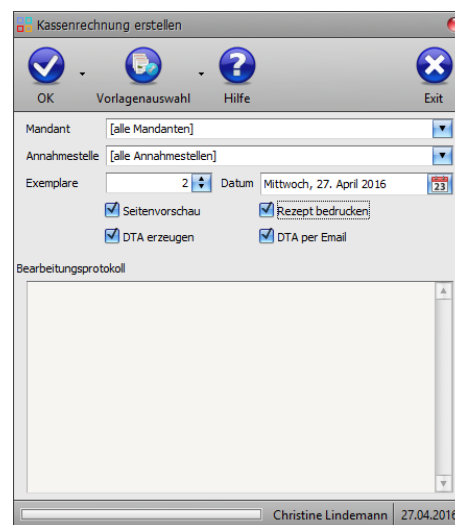 Kassenrechnung erstellen
OK Vorlagenauswahl Hilfe Exit
Mandant [alle Mandanten]
Annahmestelle [alle Annahmestellen]
Exemplare 2 Datum Mittwoch, 27. April 2016 23
Seitenvorschau Rezept bedrucken
DTA erzeugen DTA per Email
Bearbeitungsprotokoll
Christine Lindemann 27.04.2016